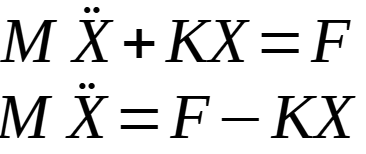 M Ẍ + KX = F
M Ẍ = F − KX